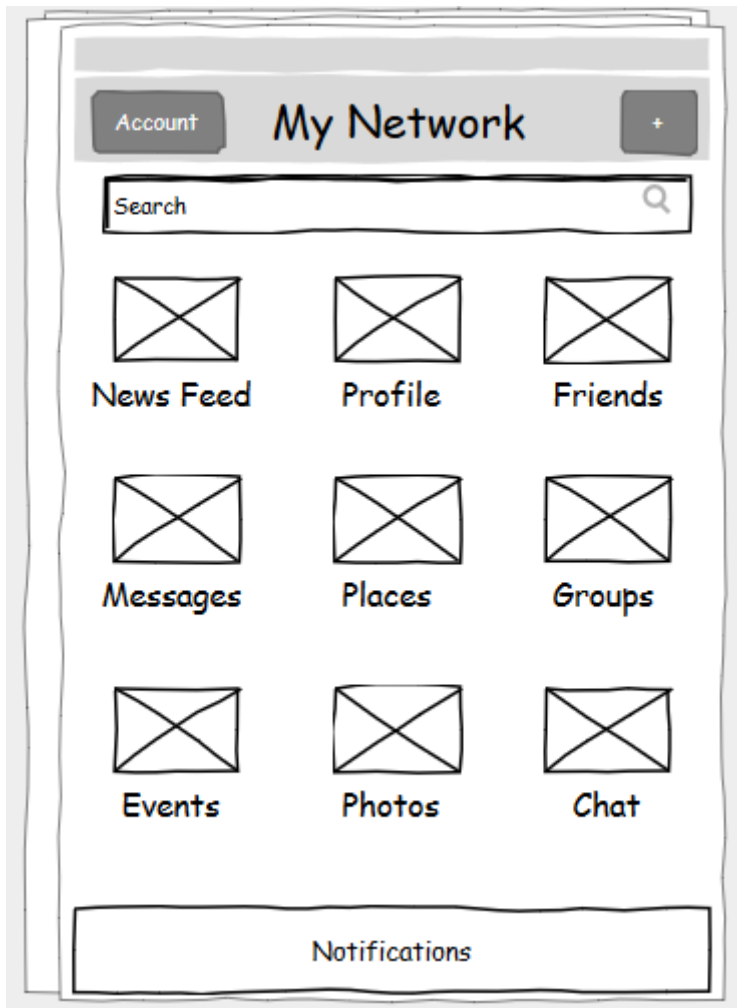 Account My Network +
Search
News Feed Profile Friends
Messages Places Groups
Events Photos Chat
Notifications